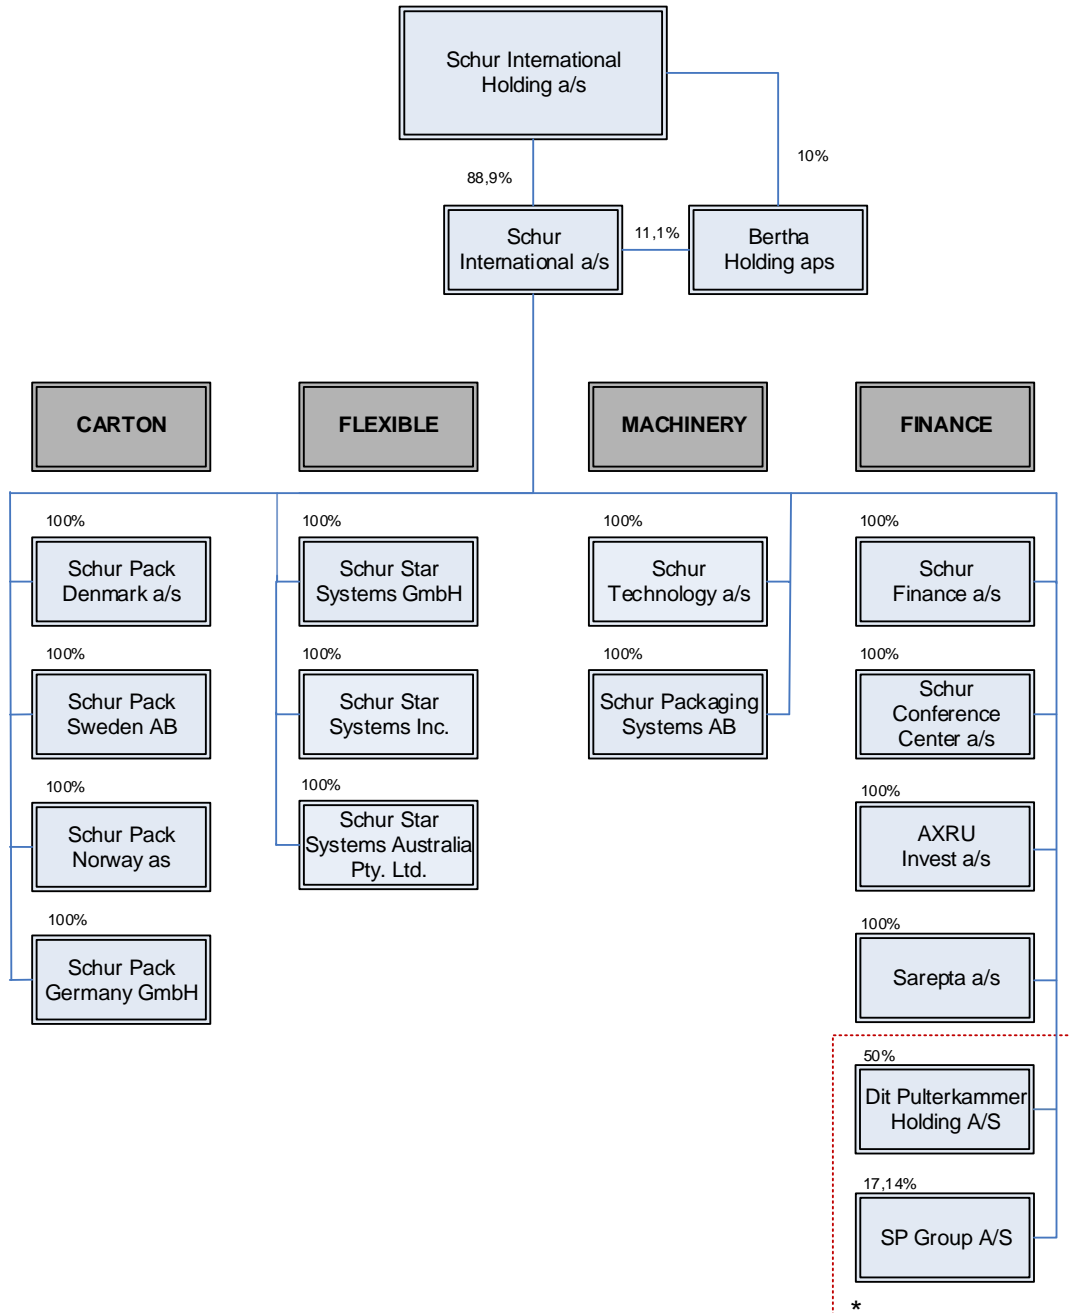 Schur International
Holding a/s
10%
88,9%
Schur
International a/s
11,1%
Bertha
Holding aps
CARTON
FLEXIBLE
MACHINERY
FINANCE
100%
Schur Pack
Denmark a/s
100%
Schur Pack
Sweden AB
100%
Schur Pack
Norway as
100%
Schur Pack
Germany GmbH
100%
Schur Star
Systems GmbH
100%
Schur Star
Systems Inc.
100%
Schur Star
Systems Australia
Pty. Ltd.
100%
Schur
Technology a/s
100%
Schur Packaging
Systems AB
100%
Schur
Finance a/s
100%
Schur
Conference
Center a/s
100%
AXRU
Invest a/s
100%
Sarepta a/s
50%
Dit Pulterkammer
Holding A/S
17,14%
SP Group A/S
*